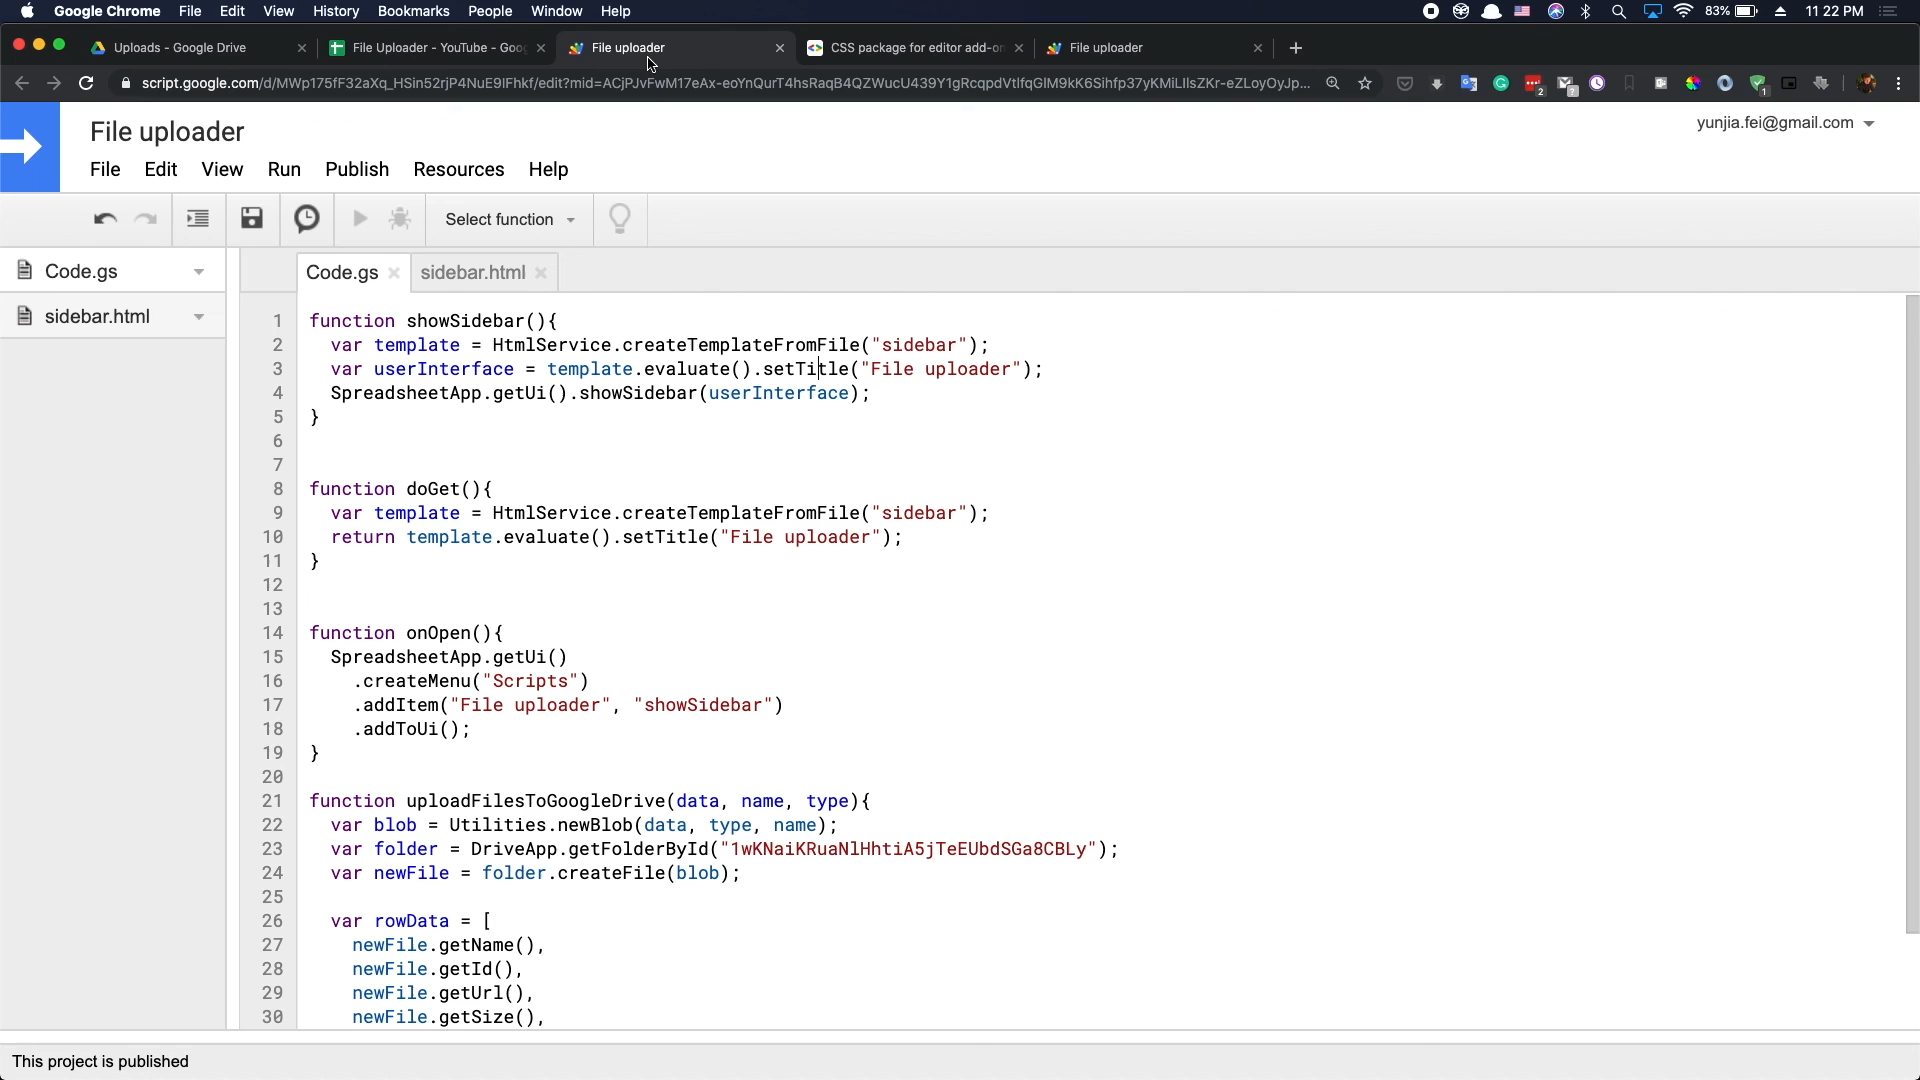 Google Chrome File Edit View History Bookmarks People Window Help 83% 11 22 PM
Uploads - Google Drive File Uploader - YouTube - Goo File uploader CSS package for editor add-on File uploader
script.google.com/d/MWp175fF32aXq_HSin52rjP4NuE9IFhkf/edit?mid=ACjPJvFwM17eAx-eoYnQurT4hsRaqB4QZWucU439Y1gRcqpdVtIfqGlM9kK6Sihfp37yKMiLIlsZKr-eZLoyOyJp...
File uploader
yunjia.fei@gmail.com
File Edit View Run Publish Resources Help
Select function
Code.gs
sidebar.html
Code.gs sidebar.html
1 function showSidebar(){
2 var template = HtmlService.createTemplateFromFile("sidebar");
3 var userInterface = template.evaluate().setTitle("File uploader");
4 SpreadsheetApp.getUi().showSidebar(userInterface);
5 }
6
7
8 function doGet(){
9 var template = HtmlService.createTemplateFromFile("sidebar");
10 return template.evaluate().setTitle("File uploader");
11 }
12
13
14 function onOpen(){
15 SpreadsheetApp.getUi()
16 .createMenu("Scripts")
17 .addItem("File uploader", "showSidebar")
18 .addToUi();
19 }
20
21 function uploadFilesToGoogleDrive(data, name, type){
22 var blob = Utilities.newBlob(data, type, name);
23 var folder = DriveApp.getFolderById("1wKNaiKRuaNlHhtiA5jTeEUbdSGa8CBLy");
24 var newFile = folder.createFile(blob);
25
26 var rowData = [
27 newFile.getName(),
28 newFile.getId(),
29 newFile.getUrl(),
30 newFile.getSize(),
This project is published